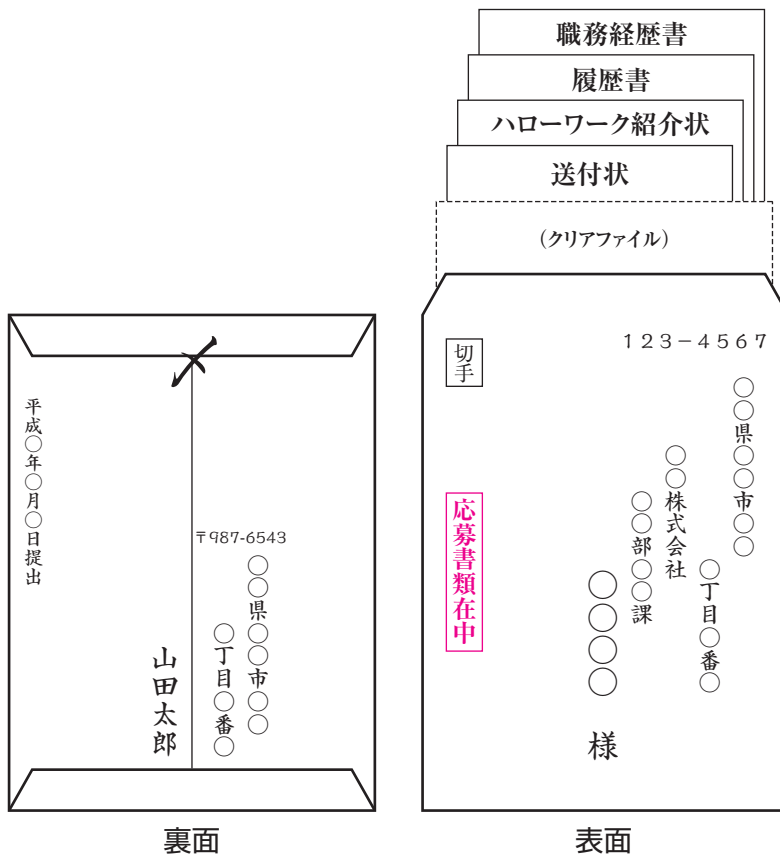 職務経歴書
履歴書
ハローワーク紹介状
送付状
(クリアファイル)
123-4567
○○県○○市○○
○丁目○番○
○○株式会社
○○部○○課
○○○○ 様
切手
応募書類在中
表面
〒987-6543
○○県○○市○○
○丁目○番○
山田太郎
平成○年○月○日提出
裏面